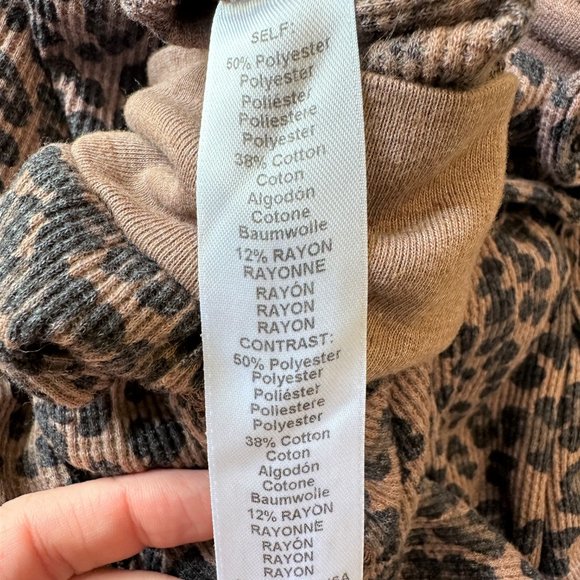 SELF:
50% Polyester
Polyester
Poliéster
Poliestere
Polyester
38% Cotton
Coton
Algodón
Cotone
Baumwolle
12% RAYON
RAYONNE
RAYÓN
RAYON
RAYON
CONTRAST:
50% Polyester
Polyester
Poliéster
Poliestere
Polyester
38% Cotton
Coton
Algodón
Cotone
Baumwolle
12% RAYON
RAYONNE
RAYÓN
RAYON
RAYON